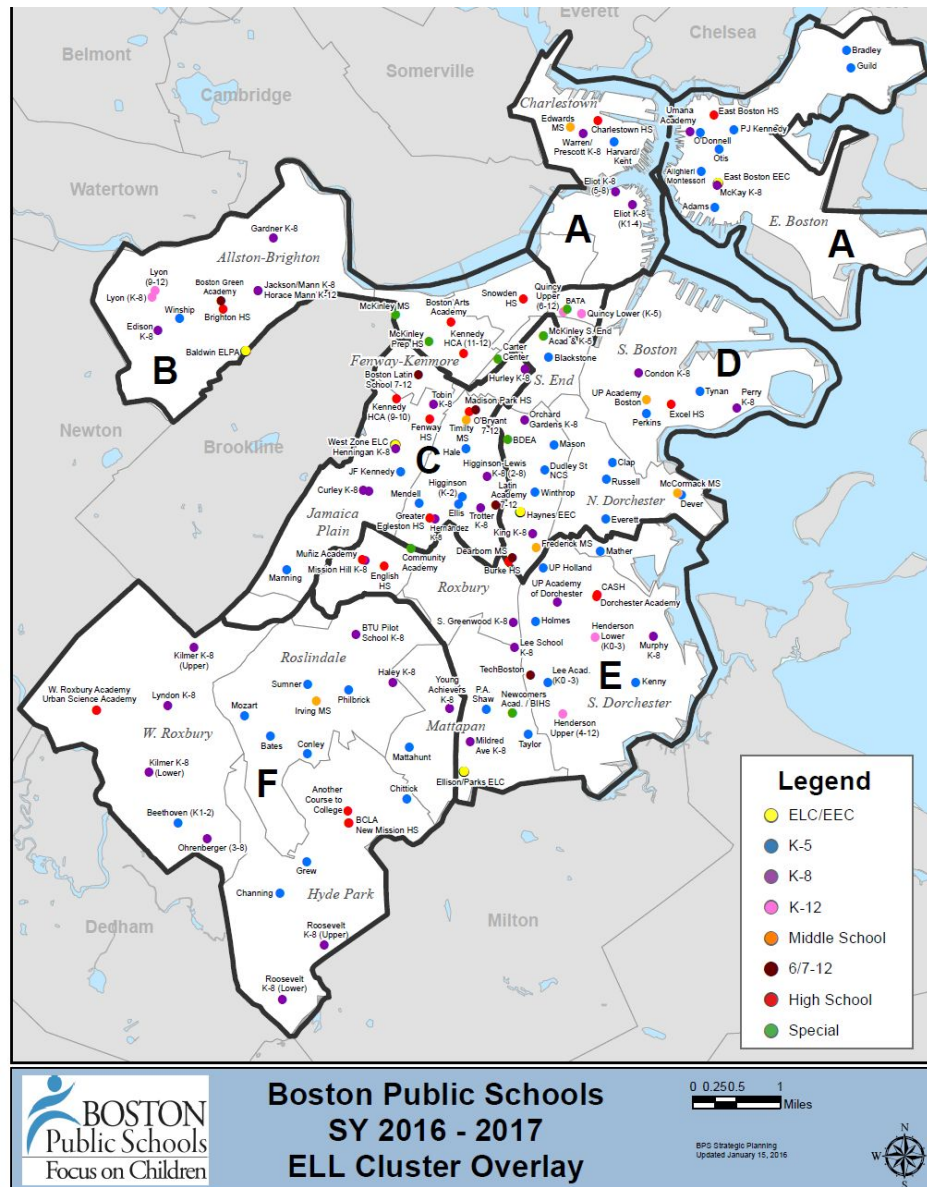 Everett
Chelsea
Belmont
Somerville
Cambridge
Watertown
Newton
Brookline
Dedham
Milton
Bradley
Guild
Charlestown
Edwards
MS
Charlestown HS
Warren/
Prescott K-8
Harvard/
Kent
Umana
Academy
East Boston HS
PJ Kennedy
O'Donnell
Otis
Alighieri
Montessori
East Boston EEC
McKay K-8
Adams
E. Boston
A
Eliot K-8
(5-8)
Eliot K-8
(K1-4)
A
Gardner K-8
Allston-Brighton
Lyon
(9-12)
Lyon (K-8)
Boston Green
Academy
Brighton HS
Jackson/Mann K-8
Horace Mann K-12
Winship
Edison
K-8
Baldwin ELPA
B
McKinley MS
Boston Arts
Academy
Snowden
HS
Quincy
Upper
(6-12)
BATA
Quincy Lower (K-5)
McKinley
Prep HS
Kennedy
HCA (11-12)
Carter
Center
McKinley S. End
Acad & K-5
Blackstone
S. Boston
Fenway-Kenmore
Hurley K-8
S. End
D
Boston Latin
School 7-12
Condon K-8
Tynan
Perry
K-8
Kennedy
HCA (9-10)
Tobin
K-8
Fenway
HS
Madison Park HS
O'Bryant
7-12
Timilty
MS
Orchard
Gardens K-8
UP Academy
Boston
Perkins
Excel HS
West Zone ELC
Hennigan K-8
C
Hale
BDEA
Mason
JF Kennedy
Higginson-Lewis
K-8 (2-8)
Dudley St
NCS
Clap
Russell
Curley K-8
Mendell
Higginson
(K-2)
Latin
Academy
7-12
Winthrop
N. Dorchester
McCormack MS
Dever
Jamaica
Plain
Greater
Egleston HS
Ellis
Hernandez
K-8
Trotter
K-8
Haynes EEC
Everett
King K-8
Muñiz Academy
Mission Hill K-8
English
HS
Community
Academy
Dearborn MS
Burke HS
Frederick MS
Mather
Manning
Roxbury
UP Holland
UP Academy
of Dorchester
CASH
Dorchester Academy
BTU Pilot
School K-8
S. Greenwood K-8
Holmes
Henderson
Lower
(K0-3)
Murphy
K-8
Kilmer K-8
(Upper)
Roslindale
Lee School
K-8
E
W. Roxbury Academy
Urban Science Academy
Lyndon K-8
Sumner
Philbrick
Haley K-8
Young
Achievers
K-8
TechBoston
Lee Acad.
(K0 -3)
Kenny
Irving MS
P.A.
Shaw
Newcomers
Acad. / BIHS
S. Dorchester
Mozart
W. Roxbury
Mattapan
Henderson
Upper (4-12)
Bates
Conley
Mattahunt
Mildred
Ave K-8
Taylor
Kilmer K-8
(Lower)
F
Ellison/Parks ELC
Chittick
Another
Course to
College
BCLA
New Mission HS
Beethoven (K1-2)
Ohrenberger (3-8)
Grew
Channing
Hyde Park
Roosevelt
K-8 (Upper)
Roosevelt
K-8 (Lower)
Legend
ELC/EEC
K-5
K-8
K-12
Middle School
6/7-12
High School
Special
BOSTON
Public Schools
Focus on Children
Boston Public Schools
SY 2016 - 2017
ELL Cluster Overlay
0 0.25 0.5 1
Miles
BPS Strategic Planning
Updated January 15, 2016
N
W
E
S